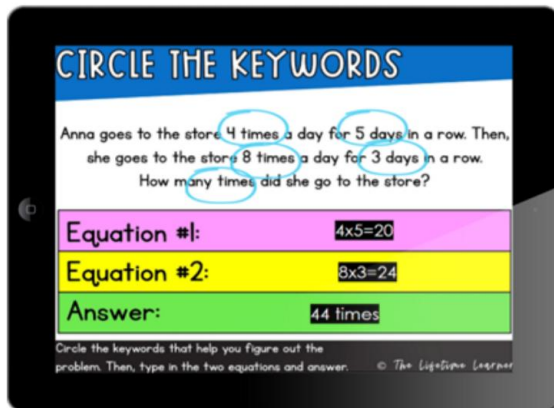 CIRCLE THE KEYWORDS
Anna goes to the store 4 times a day for 5 days in a row. Then,
she goes to the store 8 times a day for 3 days in a row.
How many times did she go to the store?
Equation #1: 4x5=20
Equation #2: 8x3=24
Answer: 44 times
Circle the keywords that help you figure out the
problem. Then, type in the two equations and answer. © The Lifetime Learner